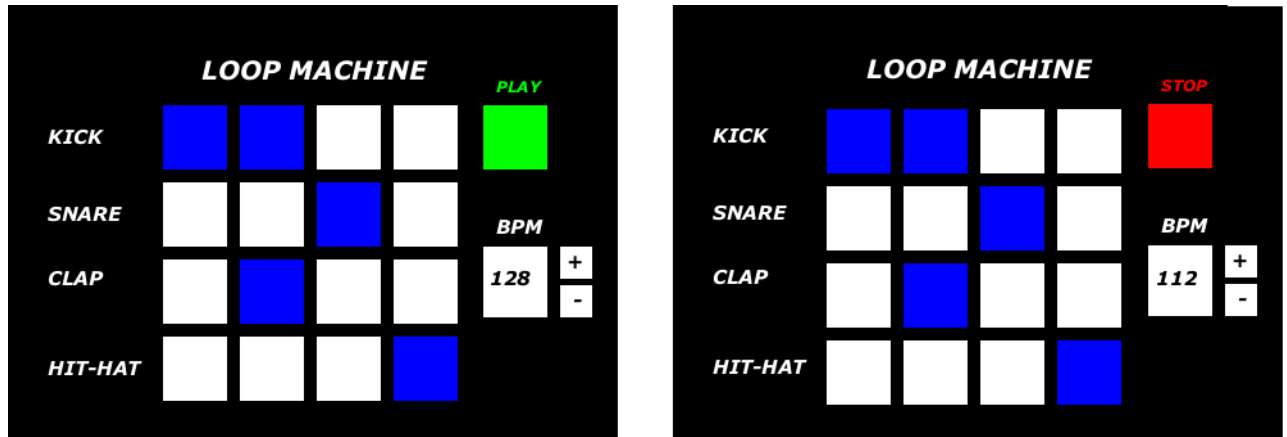 LOOP MACHINE
PLAY
KICK
SNARE
BPM
CLAP
128
+
-
HIT-HAT
LOOP MACHINE
STOP
KICK
SNARE
BPM
CLAP
112
+
-
HIT-HAT